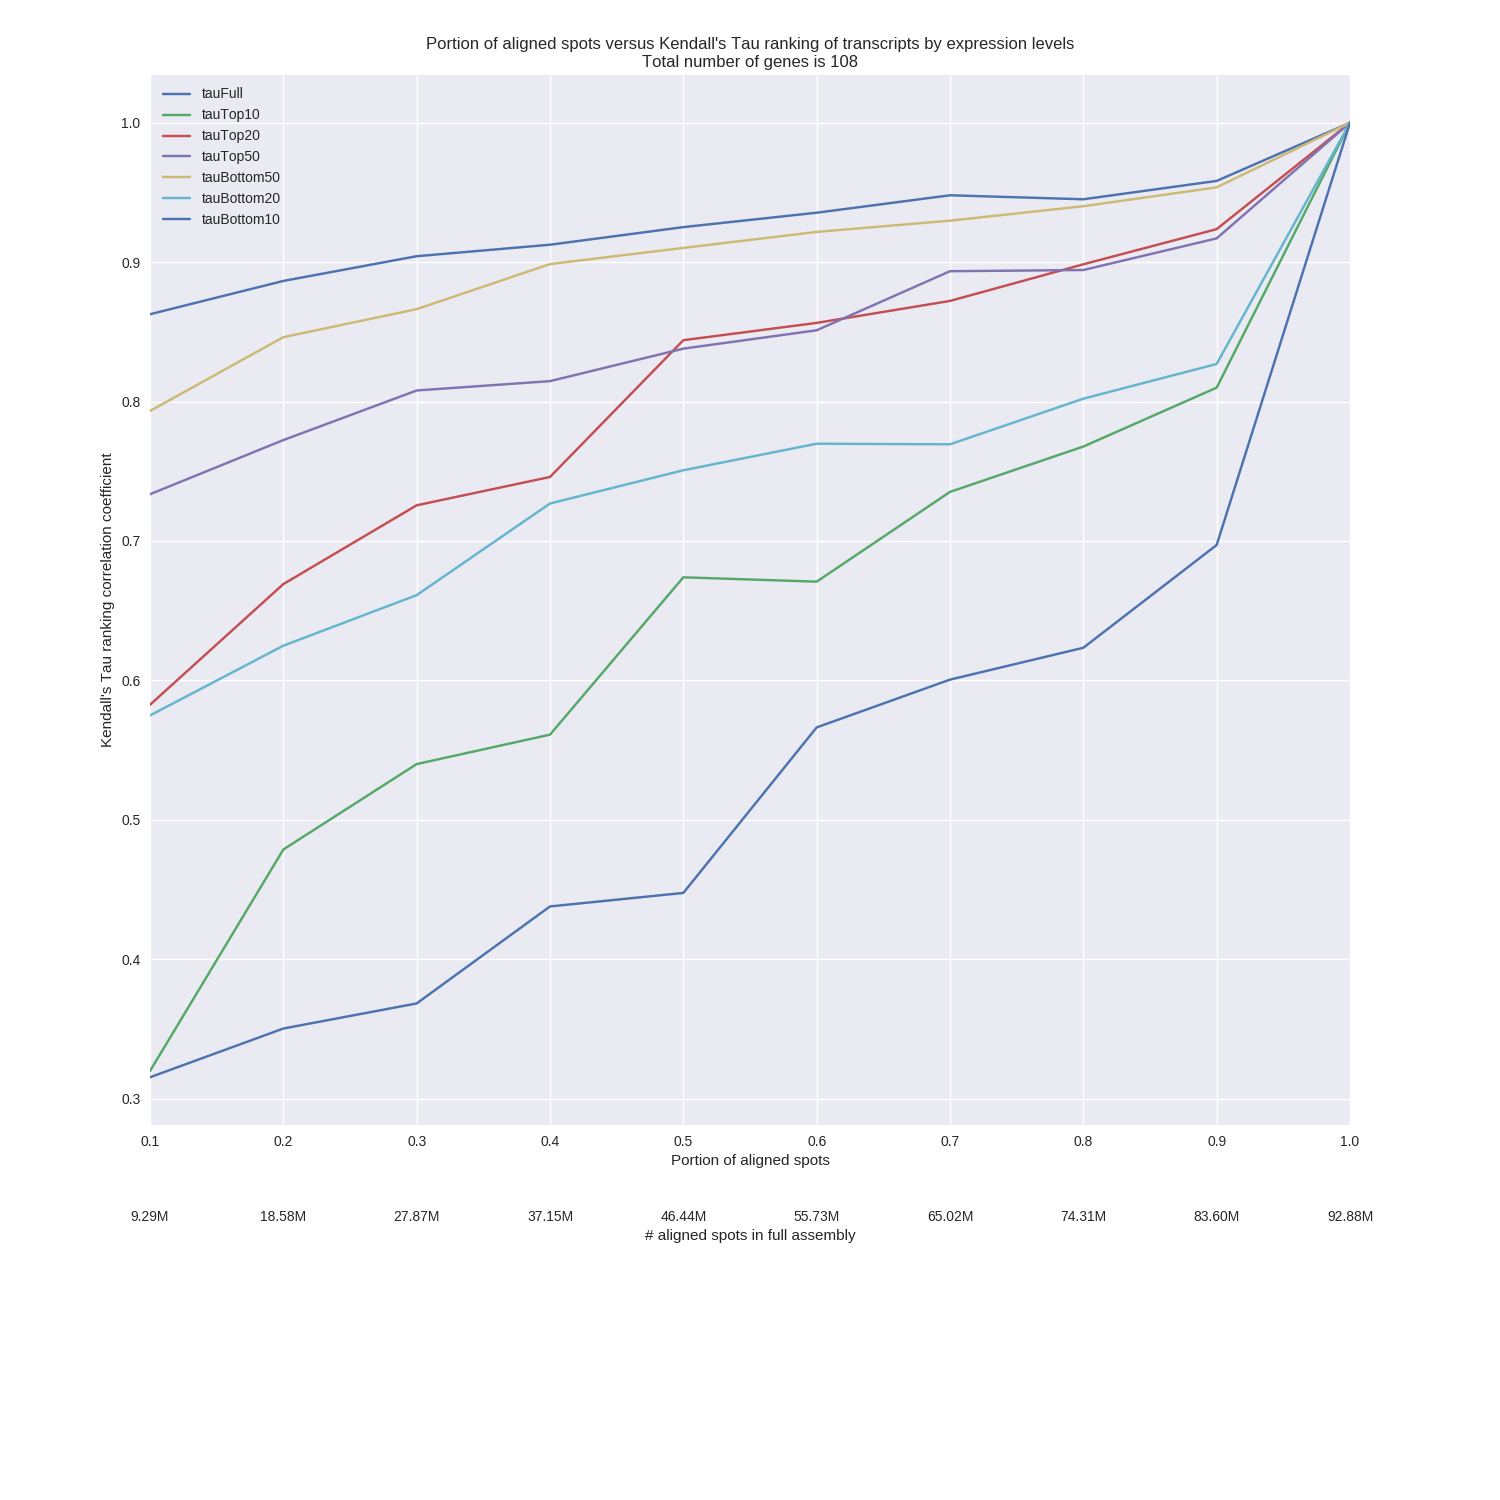 Portion of aligned spots versus Kendall's Tau ranking of transcripts by expression levels
Total number of genes is 108
tauFull
tauTop10
tauTop20
tauTop50
tauBottom50
tauBottom20
tauBottom10
1.0
0.9
0.8
0.7
0.6
0.5
0.4
0.3
Kendall's Tau ranking correlation coefficient
0.1 0.2 0.3 0.4 0.5 0.6 0.7 0.8 0.9 1.0
Portion of aligned spots
9.29M 18.58M 27.87M 37.15M 46.44M 55.73M 65.02M 74.31M 83.60M 92.88M
# aligned spots in full assembly